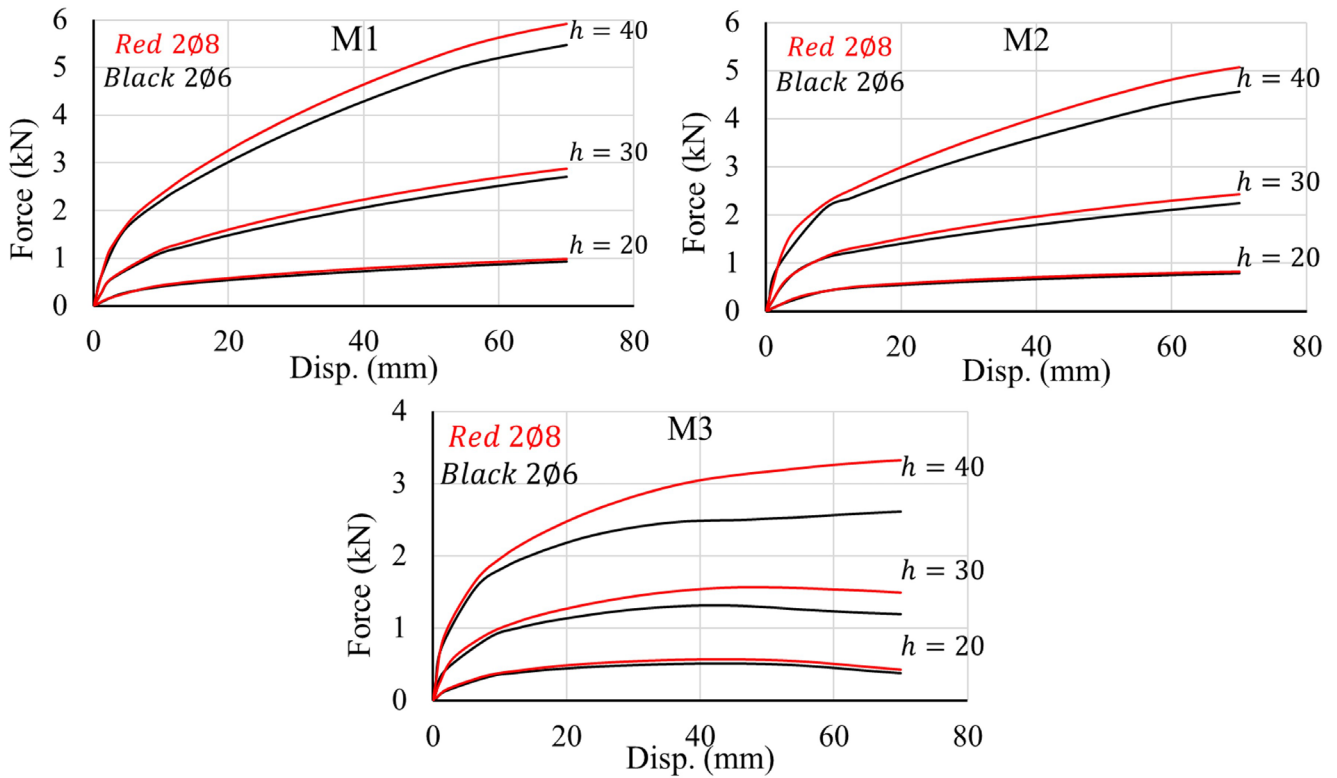 M1
Red 2Ø8
Black 2Ø6
h = 40
h = 30
h = 20
6
5
4
3
2
1
0
Force (kN)
0 20 40 60 80
Disp. (mm)
M2
Red 2Ø8
Black 2Ø6
h = 40
h = 30
h = 20
6
5
4
3
2
1
0
Force (kN)
0 20 40 60 80
Disp. (mm)
M3
Red 2Ø8
Black 2Ø6
h = 40
h = 30
h = 20
4
3
2
1
0
Force (kN)
0 20 40 60 80
Disp. (mm)